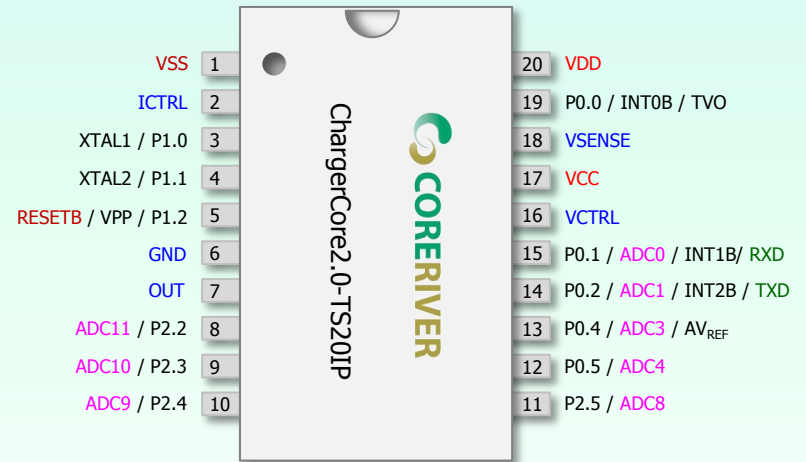 VSS 1
ICTRL 2
XTAL1 / P1.0 3
XTAL2 / P1.1 4
RESETB / VPP / P1.2 5
GND 6
OUT 7
ADC11 / P2.2 8
ADC10 / P2.3 9
ADC9 / P2.4 10
ChargerCore2.0-TS20IP
CORERIVER
20 VDD
19 P0.0 / INT0B / TVO
18 VSENSE
17 VCC
16 VCTRL
15 P0.1 / ADC0 / INT1B/ RXD
14 P0.2 / ADC1 / INT2B / TXD
13 P0.4 / ADC3 / AVREF
12 P0.5 / ADC4
11 P2.5 / ADC8